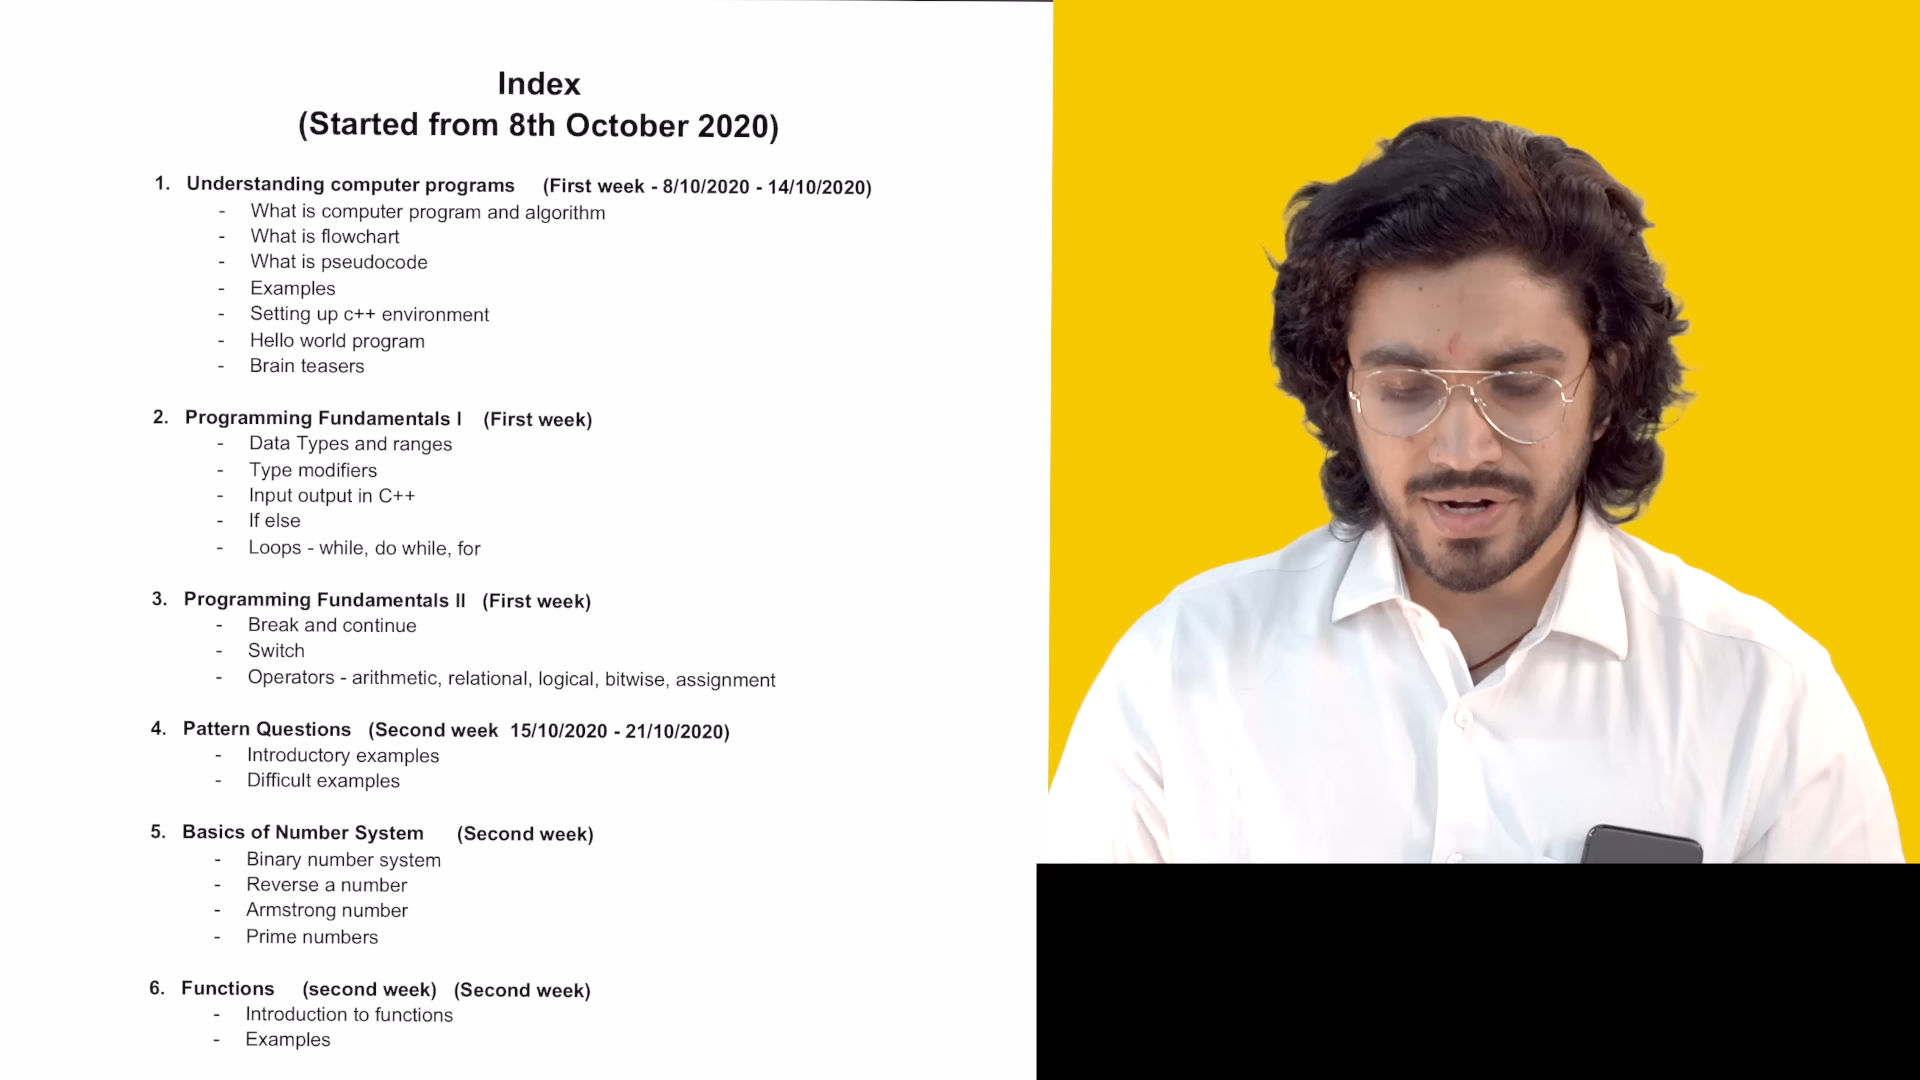 Index
(Started from 8th October 2020)
1. Understanding computer programs (First week - 8/10/2020 - 14/10/2020)
- What is computer program and algorithm
- What is flowchart
- What is pseudocode
- Examples
- Setting up c++ environment
- Hello world program
- Brain teasers
2. Programming Fundamentals I (First week)
- Data Types and ranges
- Type modifiers
- Input output in C++
- If else
- Loops - while, do while, for
3. Programming Fundamentals II (First week)
- Break and continue
- Switch
- Operators - arithmetic, relational, logical, bitwise, assignment
4. Pattern Questions (Second week 15/10/2020 - 21/10/2020)
- Introductory examples
- Difficult examples
5. Basics of Number System (Second week)
- Binary number system
- Reverse a number
- Armstrong number
- Prime numbers
6. Functions (second week) (Second week)
- Introduction to functions
- Examples